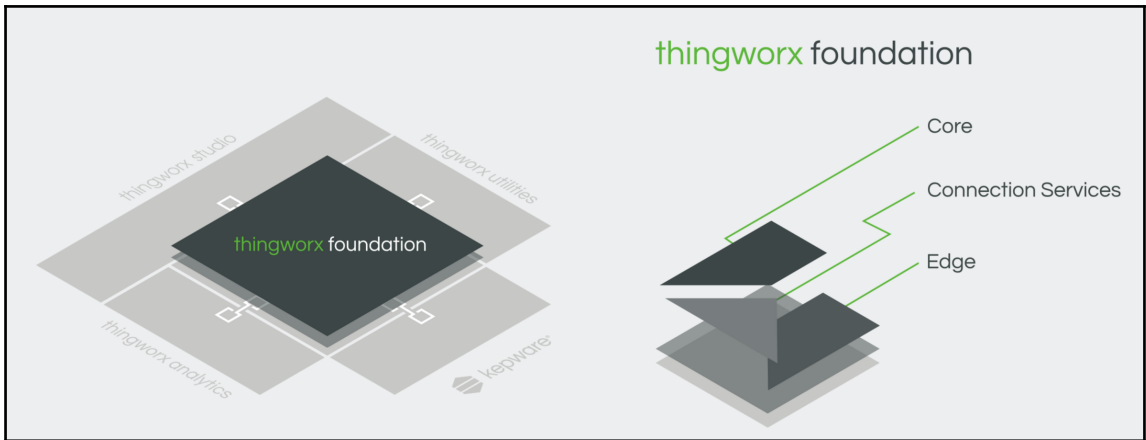 thingworx foundation
thingworx studio
thingworx utilities
thingworx foundation
thingworx analytics
kepware
Core
Connection Services
Edge